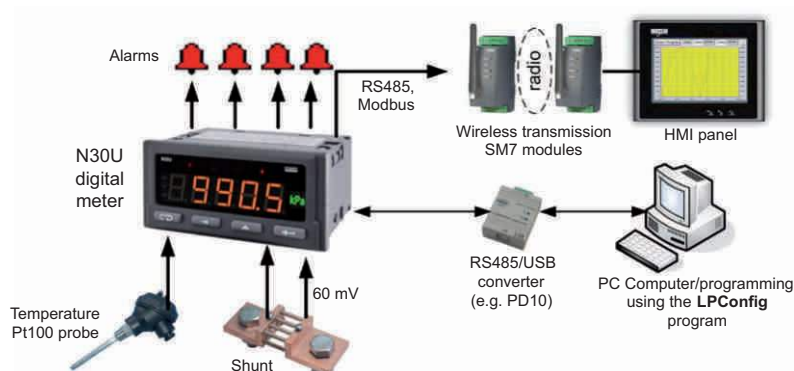 Alarms
RS485,
Modbus
radio
Wireless transmission
SM7 modules
HMI panel
N30U
digital
meter
990.5
kPa
RS485/USB
converter
(e.g. PD10)
PC Computer/programming
using the LPConfig
program
60 mV
Temperature
Pt100 probe
Shunt